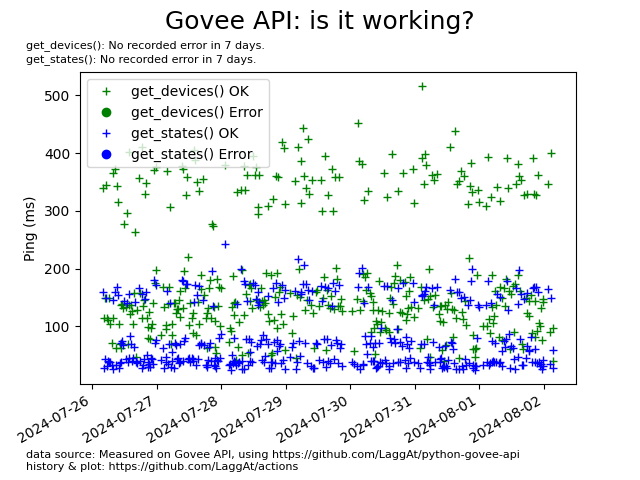 Govee API: is it working?
get_devices(): No recorded error in 7 days.
get_states(): No recorded error in 7 days.
get_devices() OK
get_devices() Error
get_states() OK
get_states() Error
Ping (ms)
500
400
300
200
100
2024-07-26
2024-07-27
2024-07-28
2024-07-29
2024-07-30
2024-07-31
2024-08-01
2024-08-02
data source: Measured on Govee API, using https://github.com/LaggAt/python-govee-api
history & plot: https://github.com/LaggAt/actions